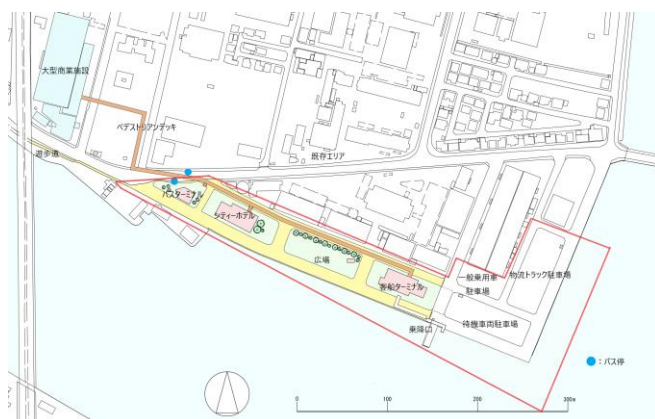 大型商業施設
ペデストリアンデッキ
遊歩道
既存エリア
バスターミナル
シティーホテル
広場
客船ターミナル
一般乗用車
駐車場
物流トラック駐車場
待機車両駐車場
乗降口
：バス停
0
100
200
300m